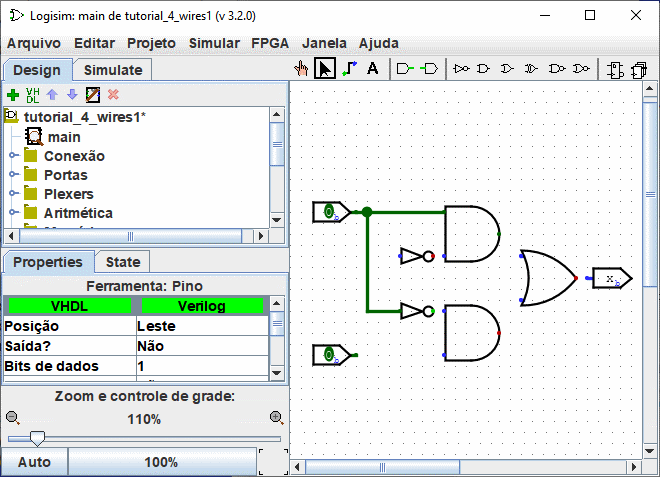 Logisim: main de tutorial_4_wires1 (v 3.2.0)
Arquivo Editar Projeto Simular FPGA Janela Ajuda
Design Simulate
A
VH
DL
tutorial_4_wires1*
main
Conexão
Portas
Plexers
Aritmética
Properties State
Ferramenta: Pino
VHDL Verilog
Posição Leste
Saída? Não
Bits de dados 1
Zoom e controle de grade:
110%
Auto 100%
0
0
x